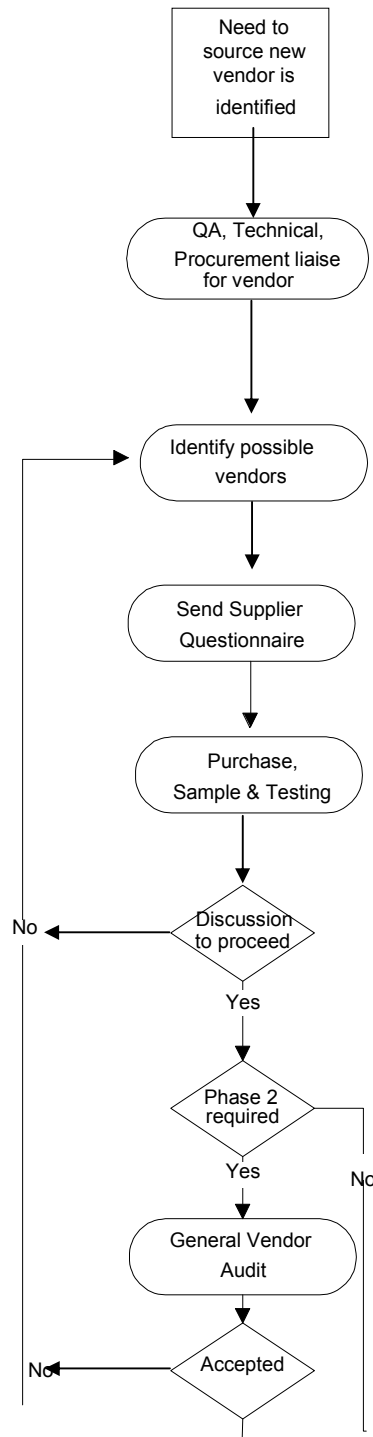 Need to
source new
vendor is
identified
QA, Technical,
Procurement liaise
for vendor
Identify possible
vendors
Send Supplier
Questionnaire
Purchase,
Sample & Testing
Discussion
to proceed
No
Yes
Phase 2
required
Yes
No
General Vendor
Audit
Accepted
No